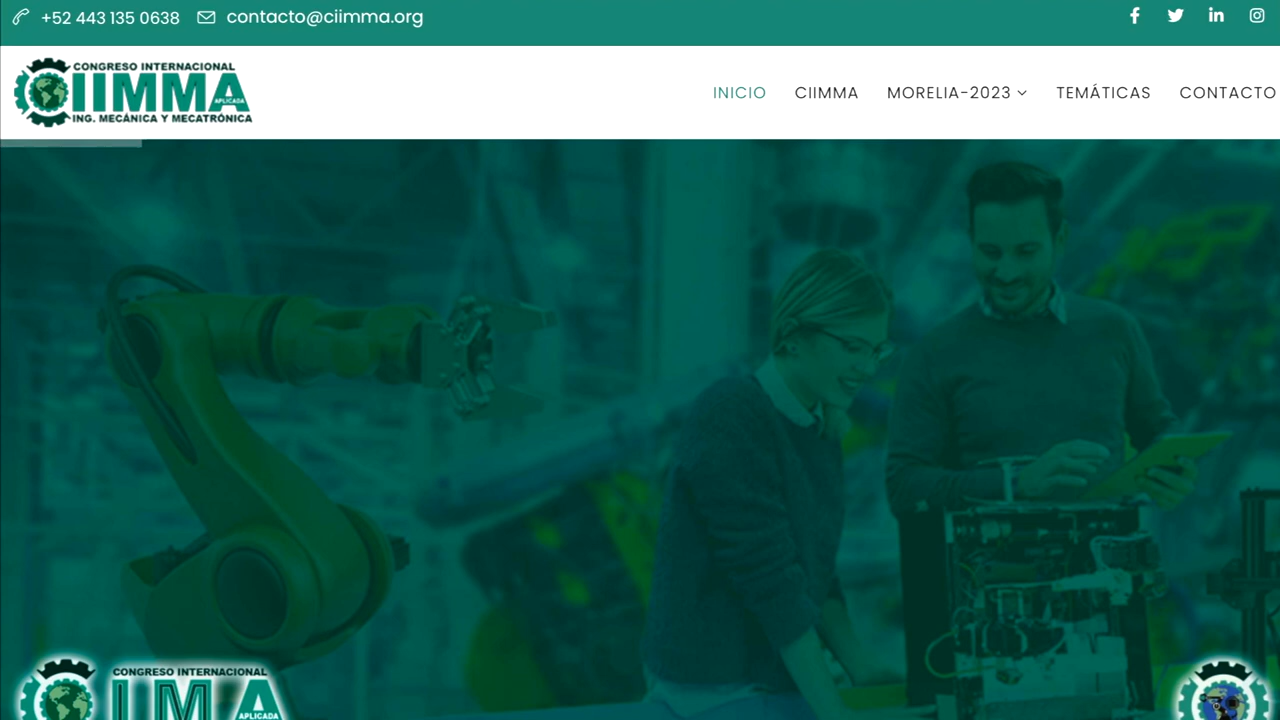 +52 443 135 0638
contacto@ciimma.org
CONGRESO INTERNACIONAL
CIIMMA
APLICADA
ING. MECÁNICA Y MECATRÓNICA
INICIO
CIIMMA
MORELIA-2023
TEMÁTICAS
CONTACTO
CONGRESO INTERNACIONAL
APLICADA